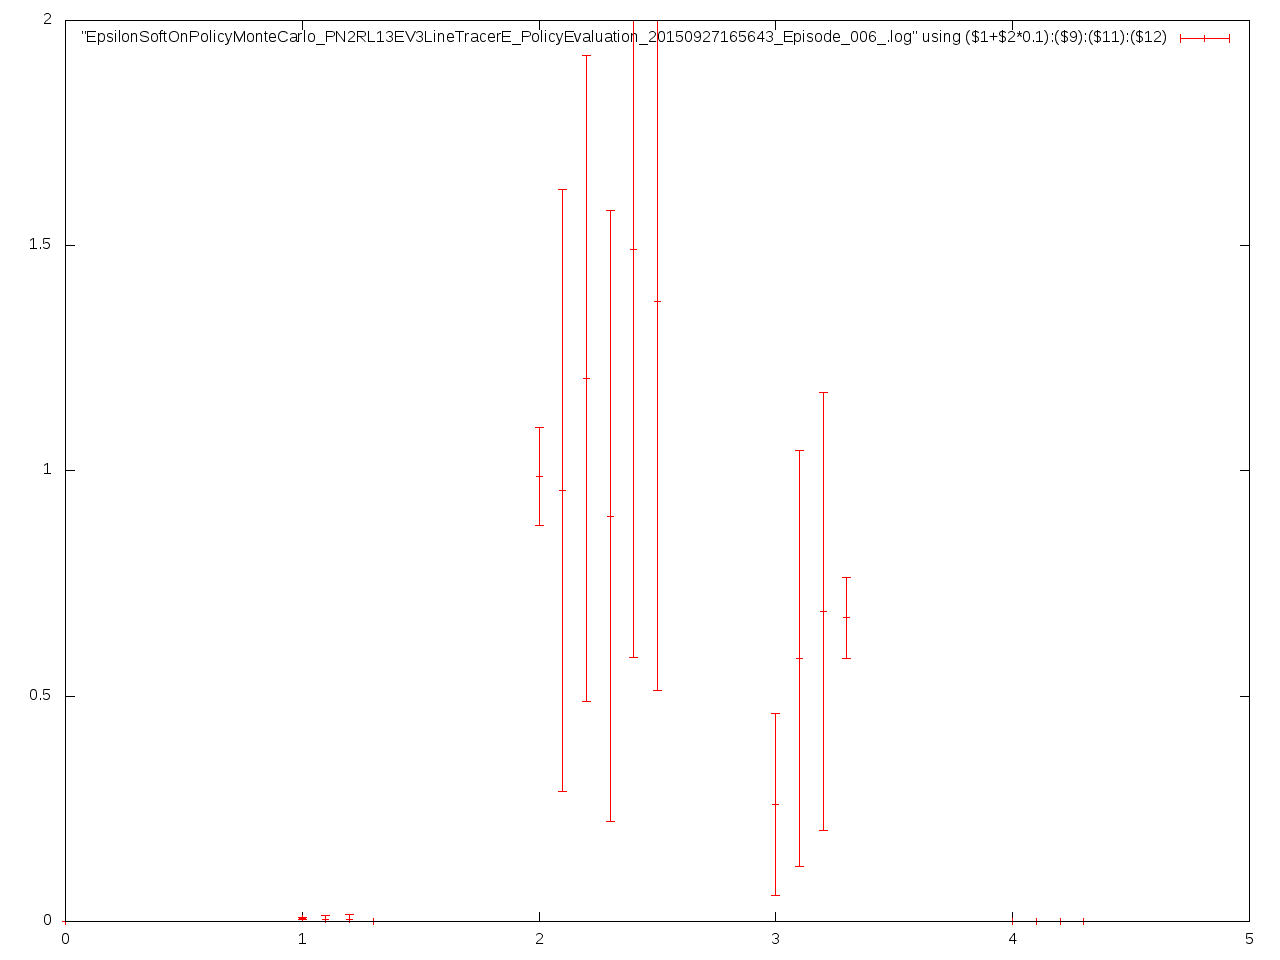 2
"EpsilonSoftOnPolicyMonteCarlo_PN2RL13EV3LineTracerE_PolicyEvaluation_20150927165643_Episode_006_.log" using ($1+$2*0.1):($9):($11):($12)
1.5
1
0.5
0
0 1 2 3 4 5